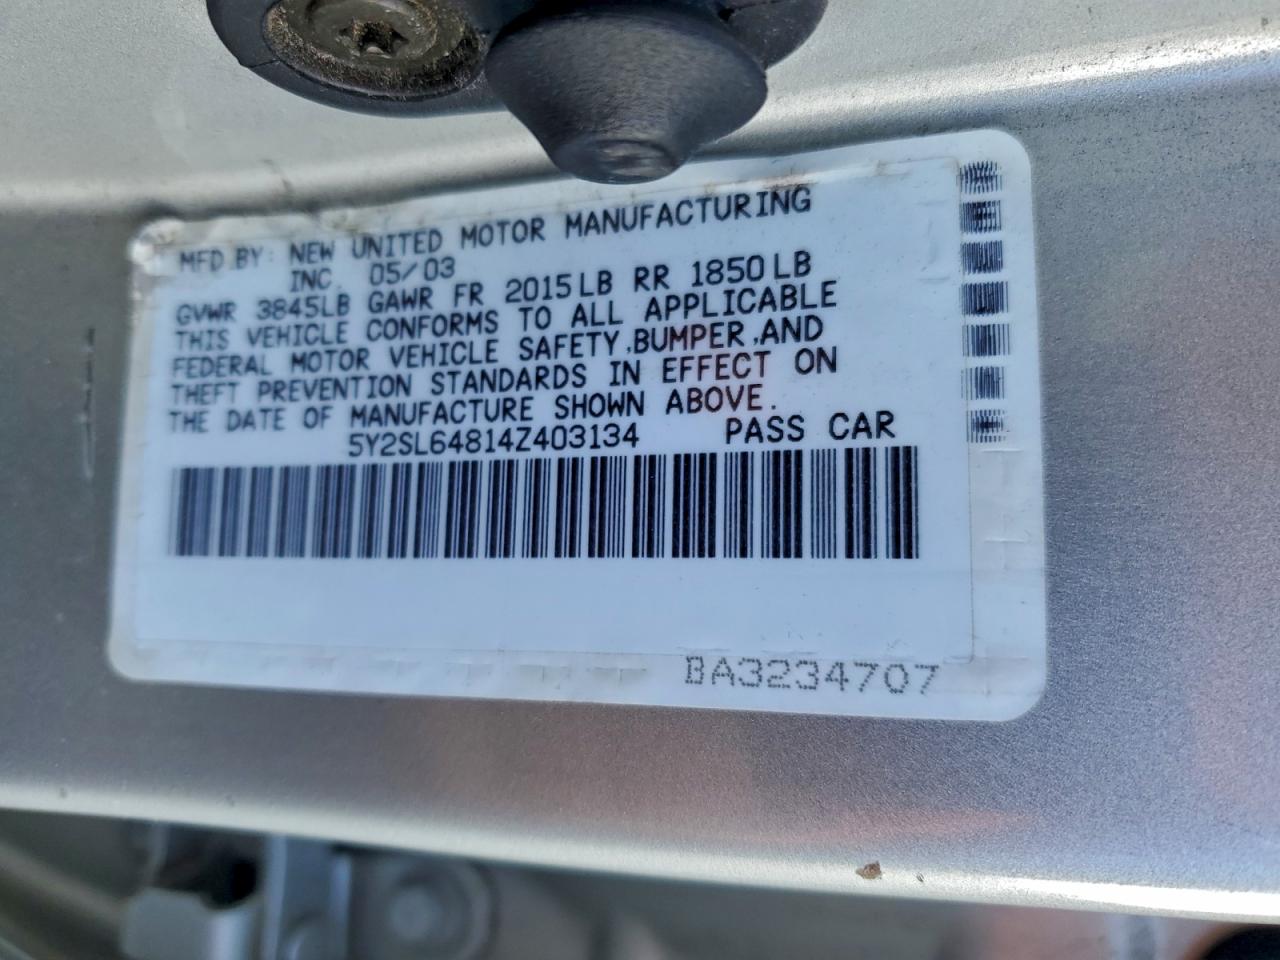 MFD.BY: NEW UNITED MOTOR MANUFACTURING
INC. 05/03
GVWR 3845LB GAWR FR 2015LB RR 1850LB
THIS VEHICLE CONFORMS TO ALL APPLICABLE
FEDERAL MOTOR VEHICLE SAFETY,BUMPER,AND
THEFT PREVENTION STANDARDS IN EFFECT ON
THE DATE OF MANUFACTURE SHOWN ABOVE.
5Y2SL64814Z403134 PASS CAR
BA3234707